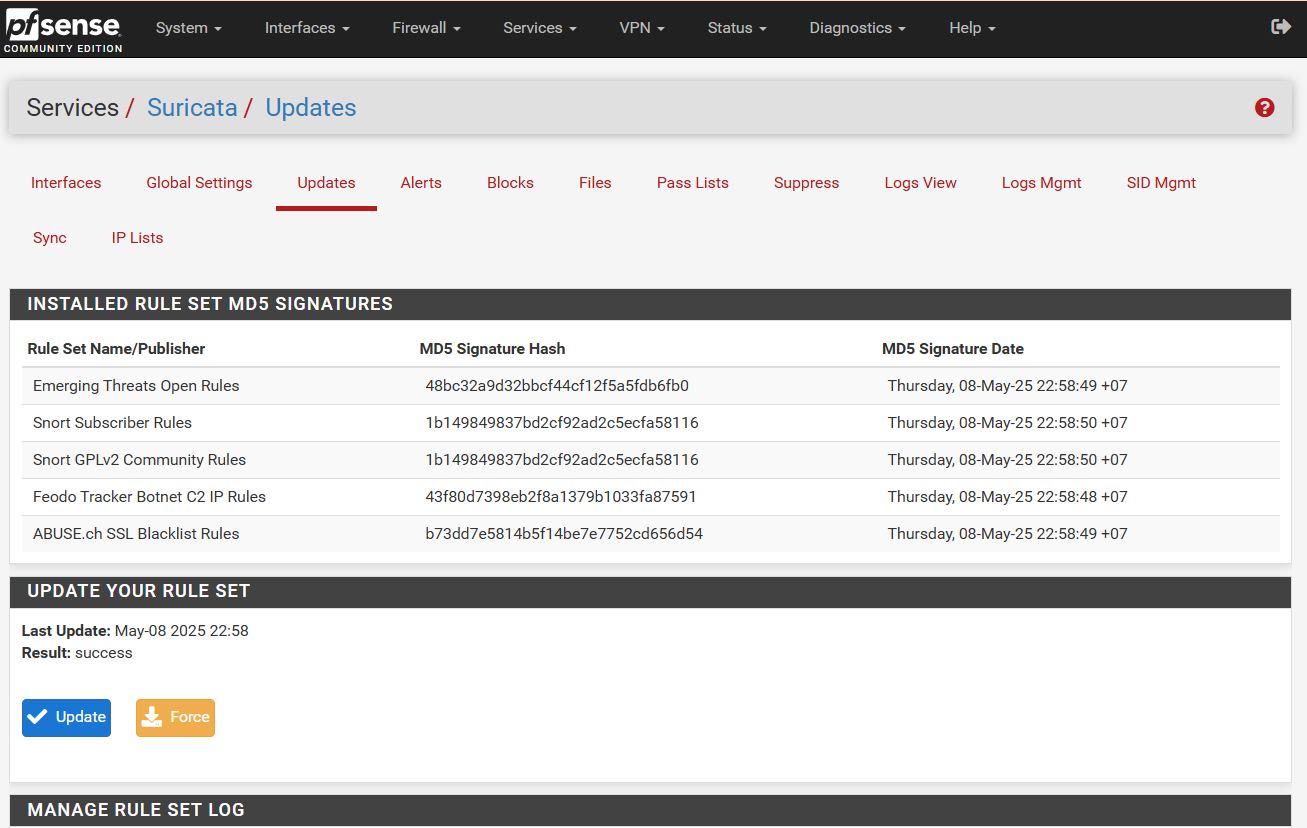 pfsense
COMMUNITY EDITION
System Interfaces Firewall Services VPN Status Diagnostics Help
Services / Suricata / Updates
?
Interfaces Global Settings Updates Alerts Blocks Files Pass Lists Suppress Logs View Logs Mgmt SID Mgmt
Sync IP Lists
INSTALLED RULE SET MD5 SIGNATURES
Rule Set Name/Publisher MD5 Signature Hash MD5 Signature Date
Emerging Threats Open Rules 48bc32a9d32bbcf44cf12f5a5fdb6fb0 Thursday, 08-May-25 22:58:49 +07
Snort Subscriber Rules 1b149849837bd2cf92ad2c5ecfa58116 Thursday, 08-May-25 22:58:50 +07
Snort GPLv2 Community Rules 1b149849837bd2cf92ad2c5ecfa58116 Thursday, 08-May-25 22:58:50 +07
Feodo Tracker Botnet C2 IP Rules 43f80d7398eb2f8a1379b1033fa87591 Thursday, 08-May-25 22:58:48 +07
ABUSE.ch SSL Blacklist Rules b73dd7e5814b5f14be7e7752cd656d54 Thursday, 08-May-25 22:58:49 +07
UPDATE YOUR RULE SET
Last Update: May-08 2025 22:58
Result: success
Update Force
MANAGE RULE SET LOG